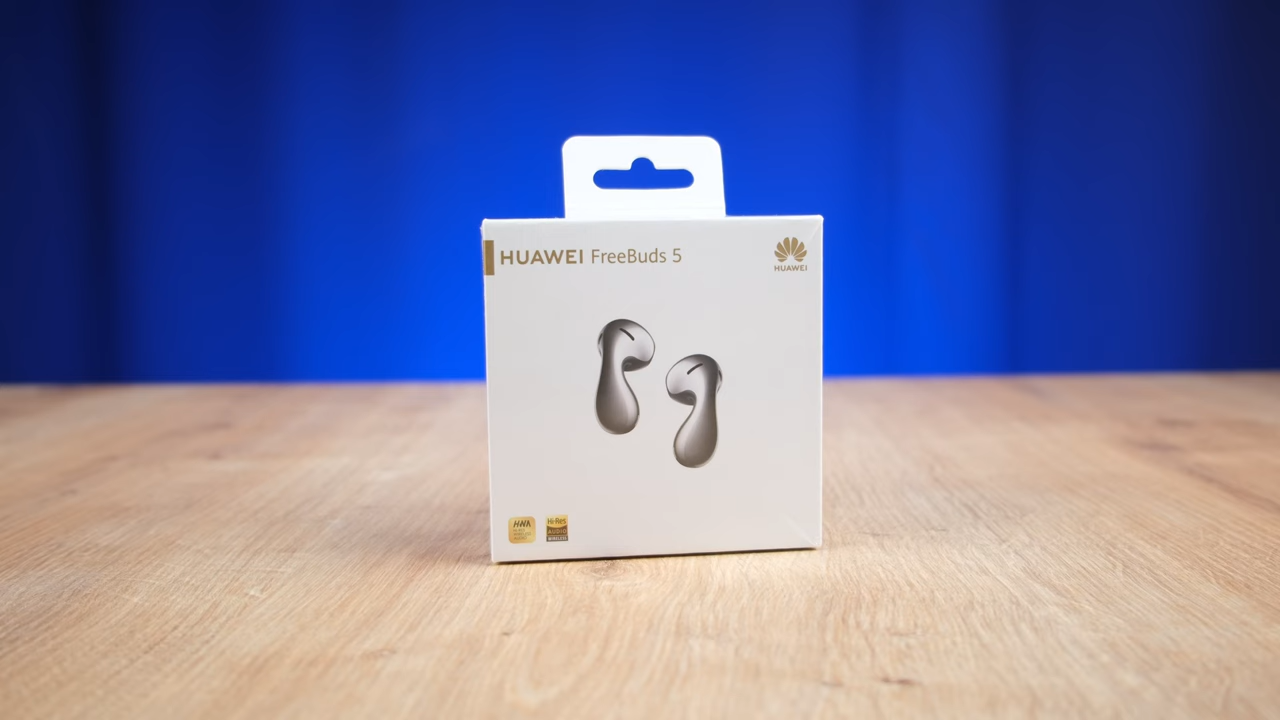 HUAWEI FreeBuds 5
HUAWEI
HWA
Hi-Res
AUDIO
WIRELESS